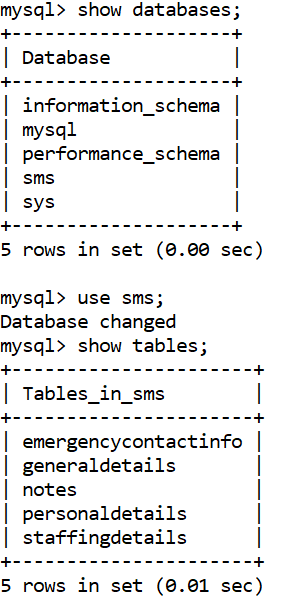 mysql> show databases;
+--------------------+
| Database           |
+--------------------+
| information_schema |
| mysql              |
| performance_schema |
| sms                |
| sys                |
+--------------------+
5 rows in set (0.00 sec)

mysql> use sms;
Database changed
mysql> show tables;
+----------------------+
| Tables_in_sms        |
+----------------------+
| emergencycontactinfo |
| generaldetails       |
| notes                |
| personaldetails      |
| staffingdetails      |
+----------------------+
5 rows in set (0.01 sec)